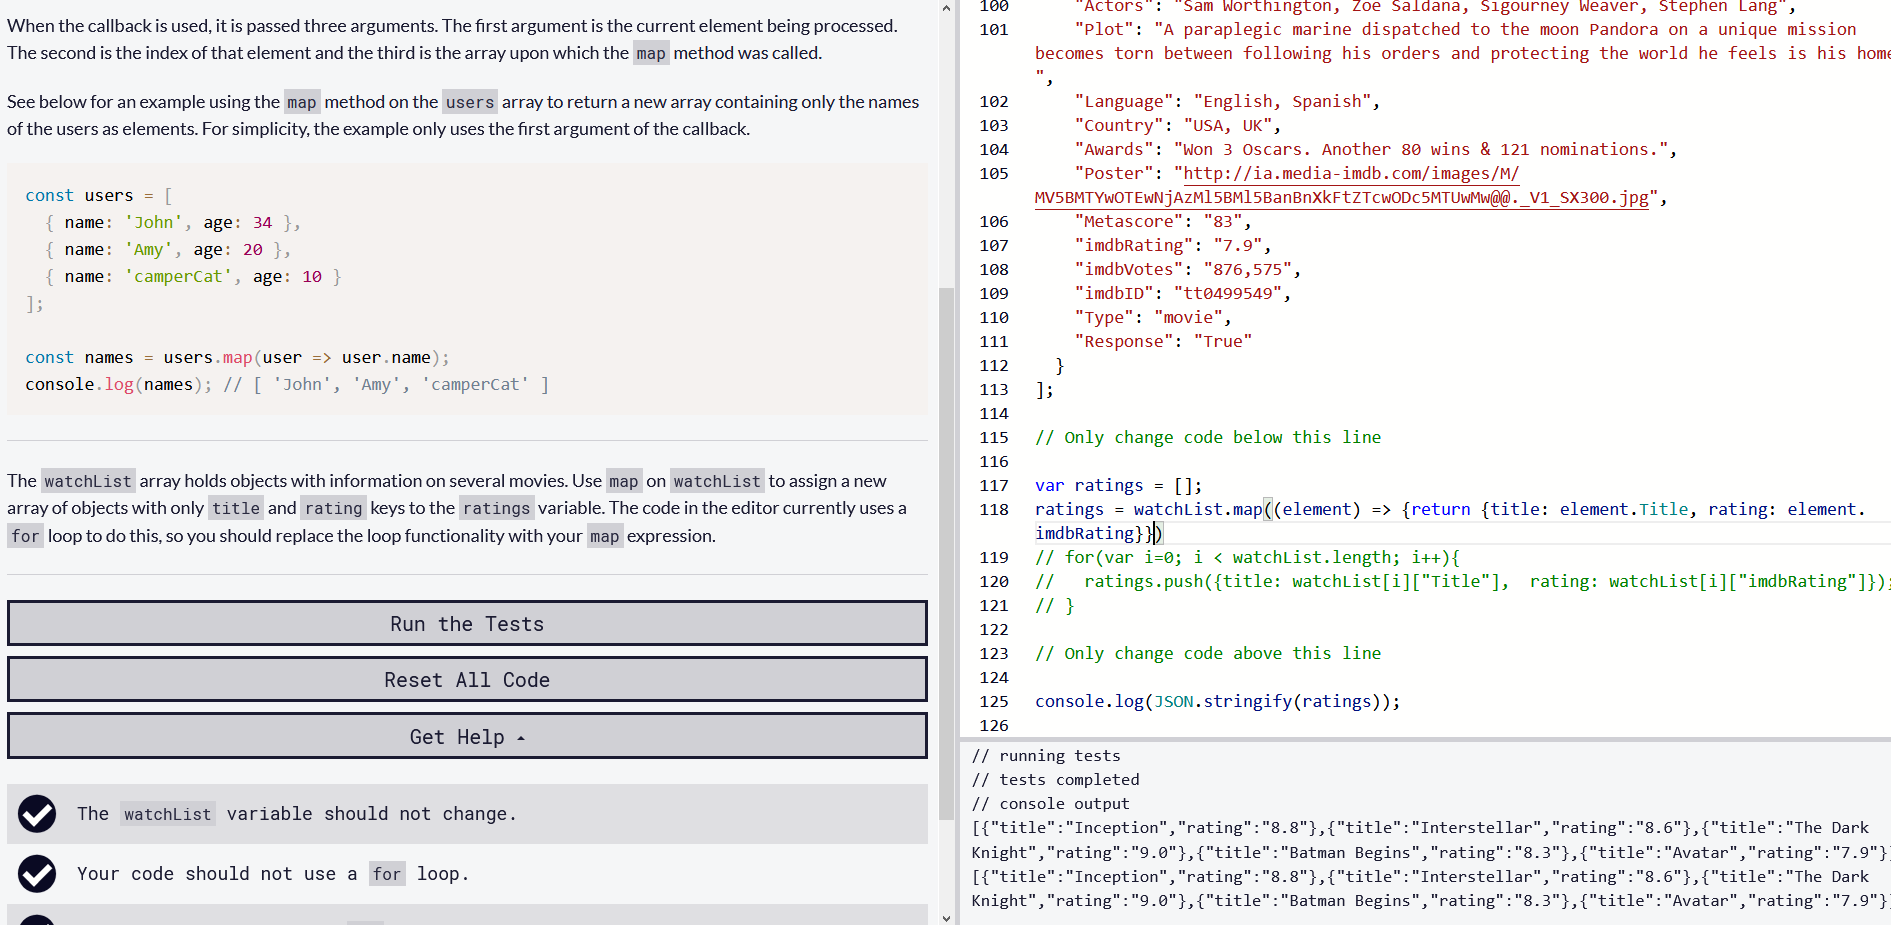 When the callback is used, it is passed three arguments. The first argument is the current element being processed.
The second is the index of that element and the third is the array upon which the map method was called.
See below for an example using the map method on the users array to return a new array containing only the names
of the users as elements. For simplicity, the example only uses the first argument of the callback.
const users = [
{ name: 'John', age: 34 },
{ name: 'Amy', age: 20 },
{ name: 'camperCat', age: 10 }
];
const names = users.map(user => user.name);
console.log(names); // [ 'John', 'Amy', 'camperCat' ]
The watchList array holds objects with information on several movies. Use map on watchList to assign a new
array of objects with only title and rating keys to the ratings variable. The code in the editor currently uses a
for loop to do this, so you should replace the loop functionality with your map expression.
Run the Tests
Reset All Code
Get Help
The watchList variable should not change.
Your code should not use a for loop.
100 "Actors": "Sam Worthington, Zoe Saldana, Sigourney Weaver, Stephen Lang",
101 "Plot": "A paraplegic marine dispatched to the moon Pandora on a unique mission
becomes torn between following his orders and protecting the world he feels is his home
",
102 "Language": "English, Spanish",
103 "Country": "USA, UK",
104 "Awards": "Won 3 Oscars. Another 80 wins & 121 nominations.",
105 "Poster": "http://ia.media-imdb.com/images/M/
MV5BMTYwOTEwNjAzMl5BMl5BanBnXkFtZTcwODc5MTUwMw@@._V1_SX300.jpg",
106 "Metascore": "83",
107 "imdbRating": "7.9",
108 "imdbVotes": "876,575",
109 "imdbID": "tt0499549",
110 "Type": "movie",
111 "Response": "True"
112 }
113 ];
114
115 // Only change code below this line
116
117 var ratings = [];
118 ratings = watchList.map((element) => {return {title: element.Title, rating: element.
imdbRating}})
119 // for(var i=0; i < watchList.length; i++){
120 // ratings.push({title: watchList[i]["Title"], rating: watchList[i]["imdbRating"]});
121 // }
122
123 // Only change code above this line
124
125 console.log(JSON.stringify(ratings));
126
// running tests
// tests completed
// console output
[{"title":"Inception","rating":"8.8"},{"title":"Interstellar","rating":"8.6"},{"title":"The Dark
Knight","rating":"9.0"},{"title":"Batman Begins","rating":"8.3"},{"title":"Avatar","rating":"7.9"}]
[{"title":"Inception","rating":"8.8"},{"title":"Interstellar","rating":"8.6"},{"title":"The Dark
Knight","rating":"9.0"},{"title":"Batman Begins","rating":"8.3"},{"title":"Avatar","rating":"7.9"}]